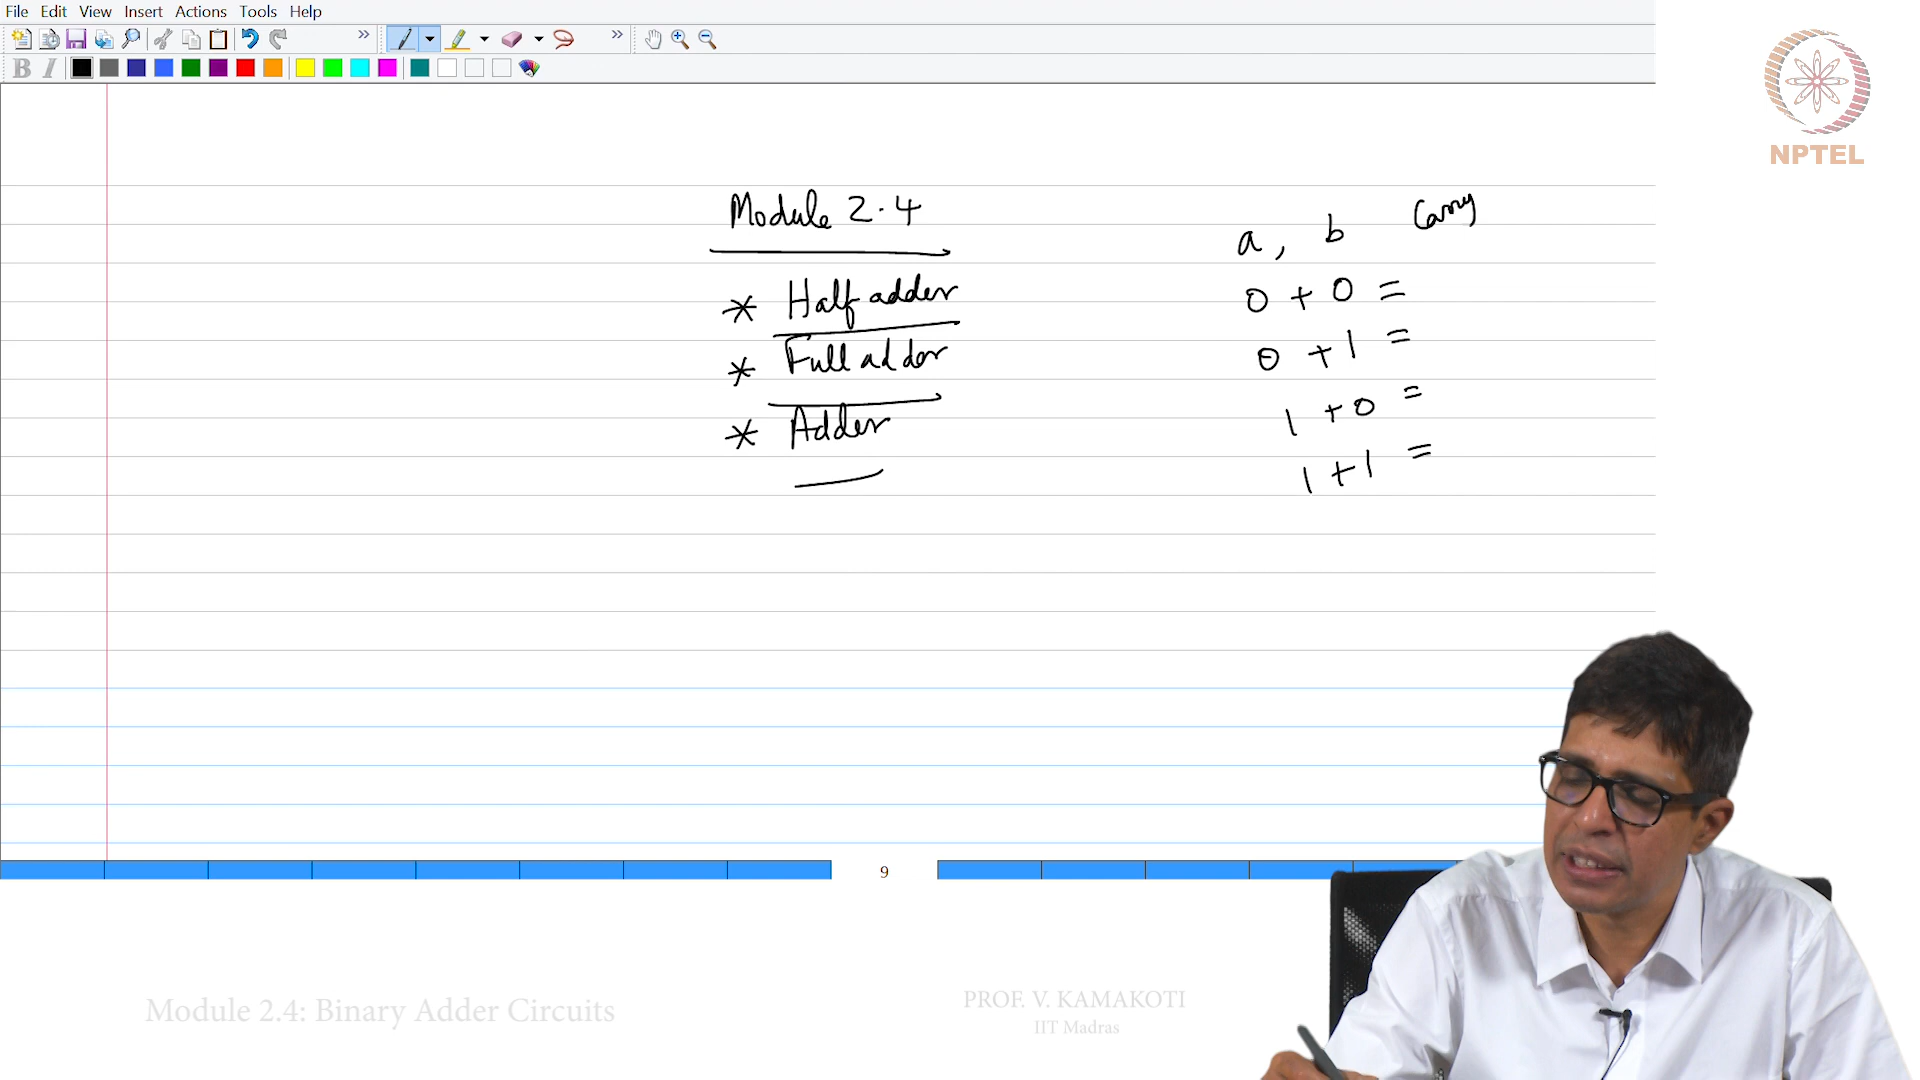 File Edit View Insert Actions Tools Help
B I
NPTEL
Module 2.4
* Half adder
* Full adder
* Adder
a, b Carry
0 + 0 =
0 + 1 =
1 + 0 =
1 + 1 =
9
Module 2.4: Binary Adder Circuits
PROF. V. KAMAKOTI
IIT Madras